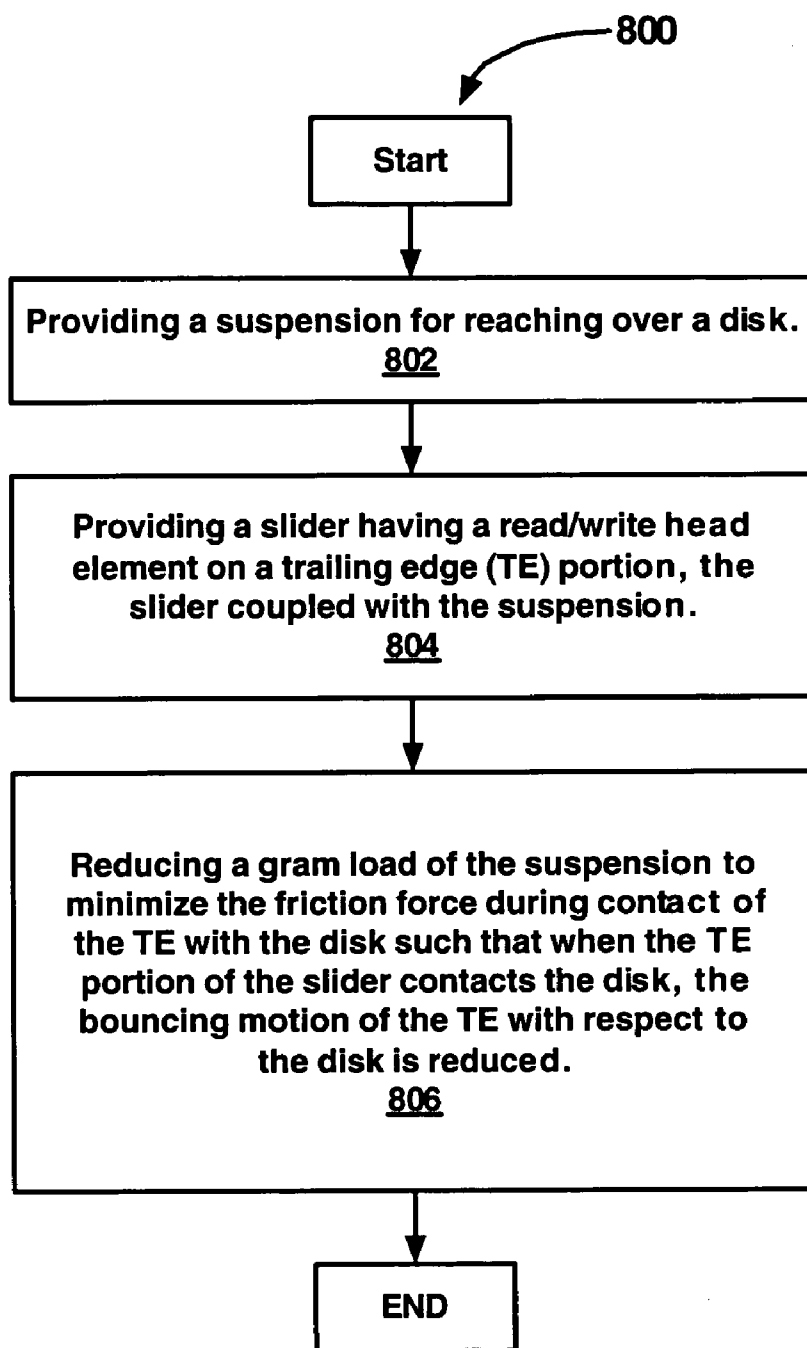 800
Start
Providing a suspension for reaching over a disk.
802
Providing a slider having a read/write head
element on a trailing edge (TE) portion, the
slider coupled with the suspension.
804
Reducing a gram load of the suspension to
minimize the friction force during contact of
the TE with the disk such that when the TE
portion of the slider contacts the disk, the
bouncing motion of the TE with respect to
the disk is reduced.
806
END